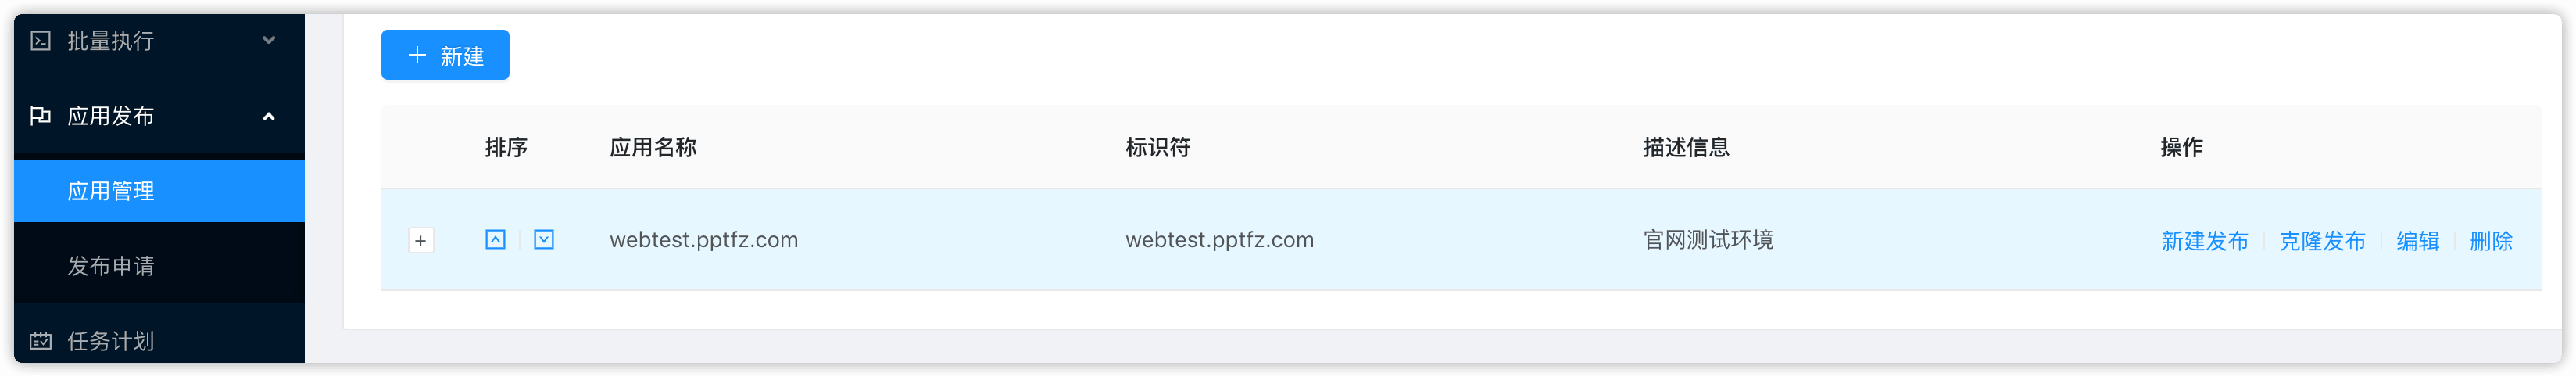 批量执行
应用发布
应用管理
发布申请
任务计划
新建
排序 应用名称 标识符 描述信息 操作
webtest.pptfz.com webtest.pptfz.com 官网测试环境 新建发布 克隆发布 编辑 删除